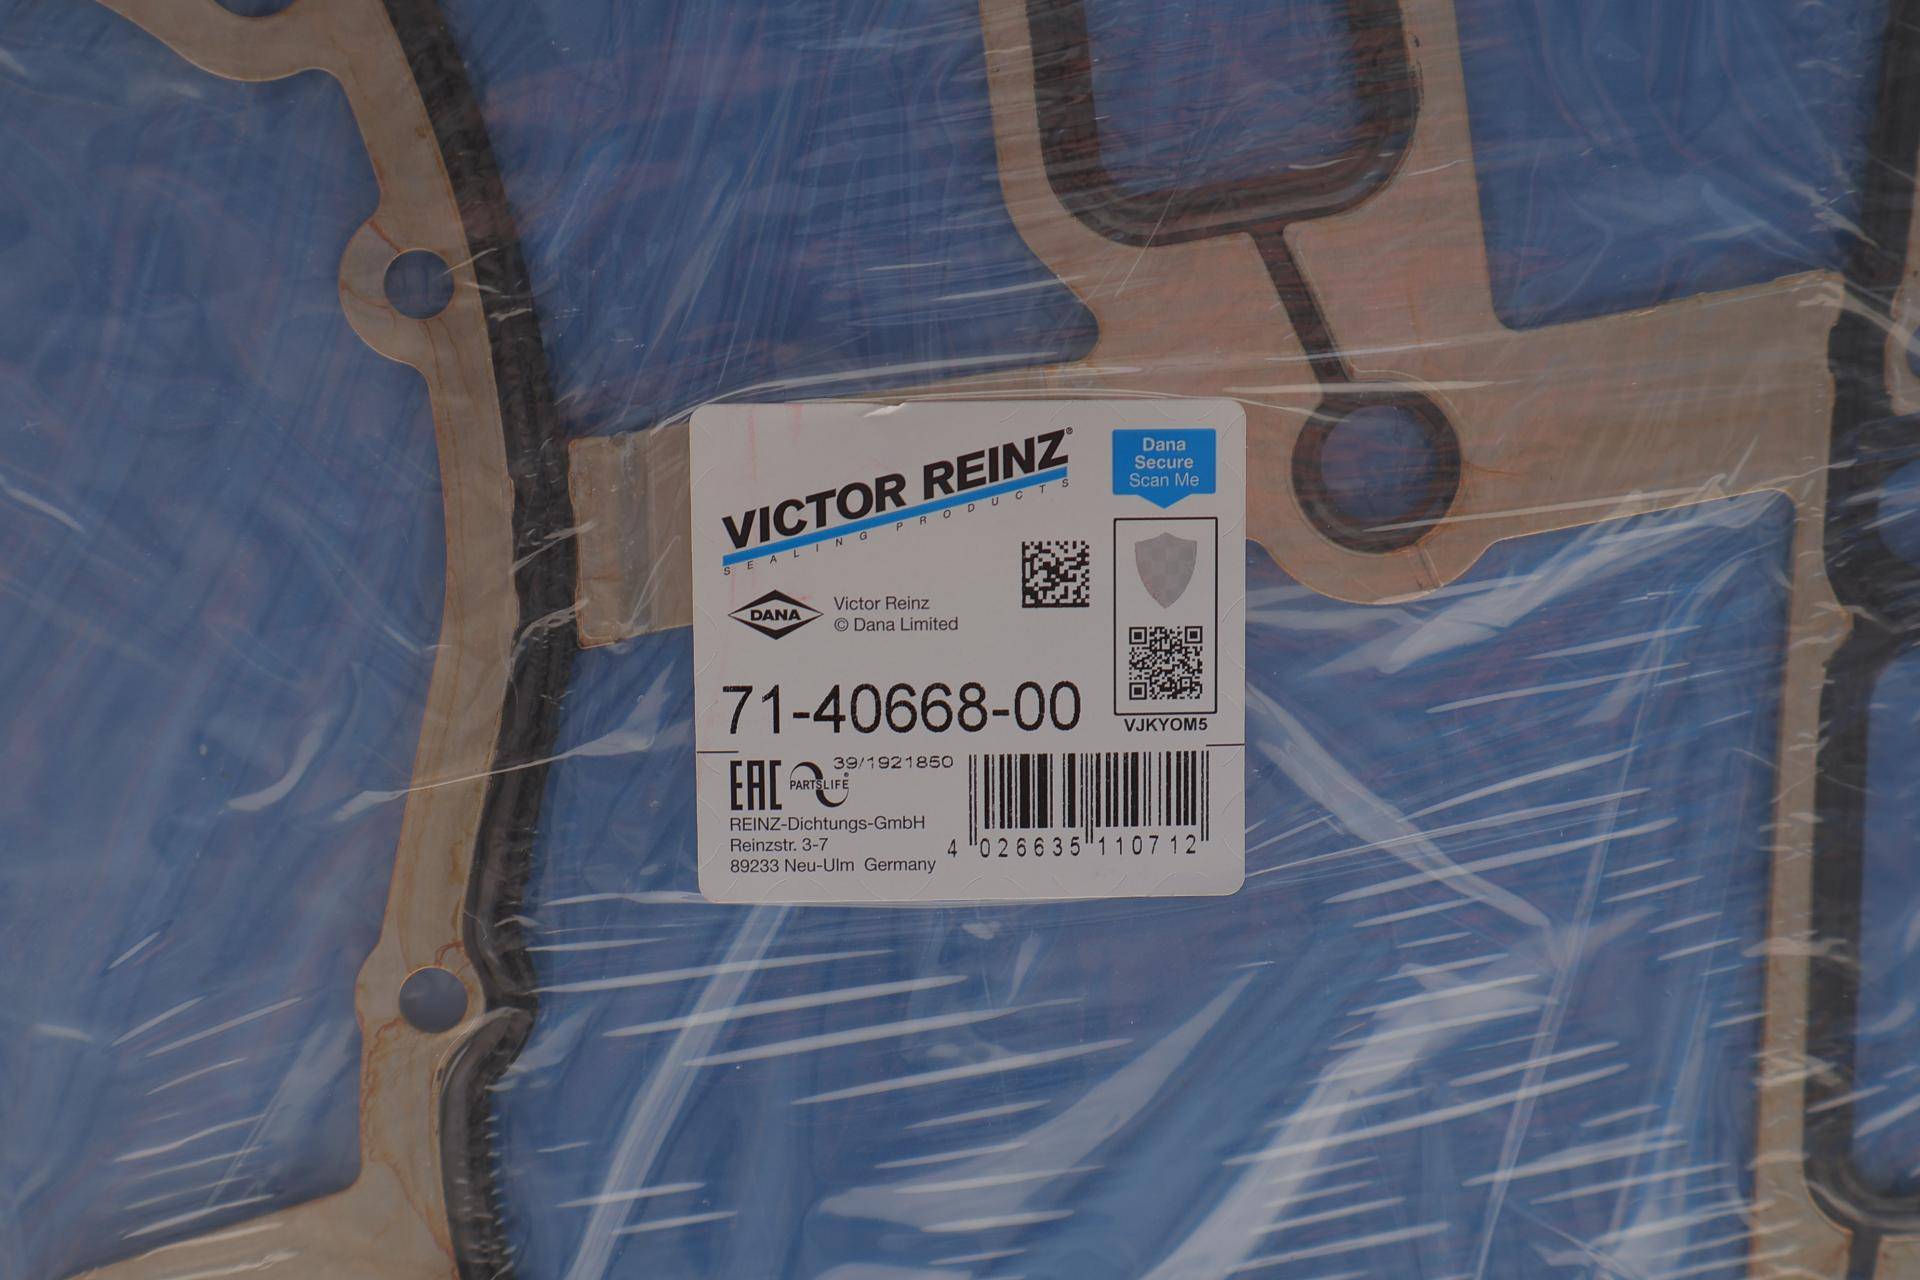 VICTOR REINZ®
SEALING PRODUCTS
Dana
Secure
Scan Me
DANA
Victor Reinz
© Dana Limited
71-40668-00
VJKYOM5
EAC
PARTSLIFE®
39/1921850
REINZ-Dichtungs-GmbH
Reinzstr. 3-7
89233 Neu-Ulm Germany
4 026635 110712